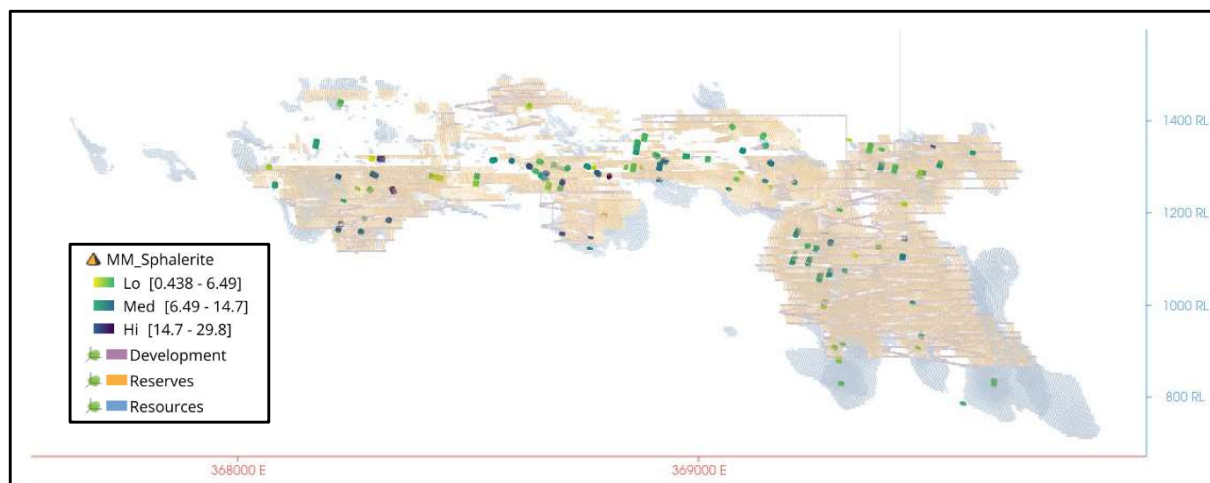 1400 RL
1200 RL
MM_Sphalerite
Lo [0.438 - 6.49]
Med [6.49 - 14.7]
Hi [14.7 - 29.8]
Development
Reserves
Resources
1000 RL
800 RL
368000 E
369000 E